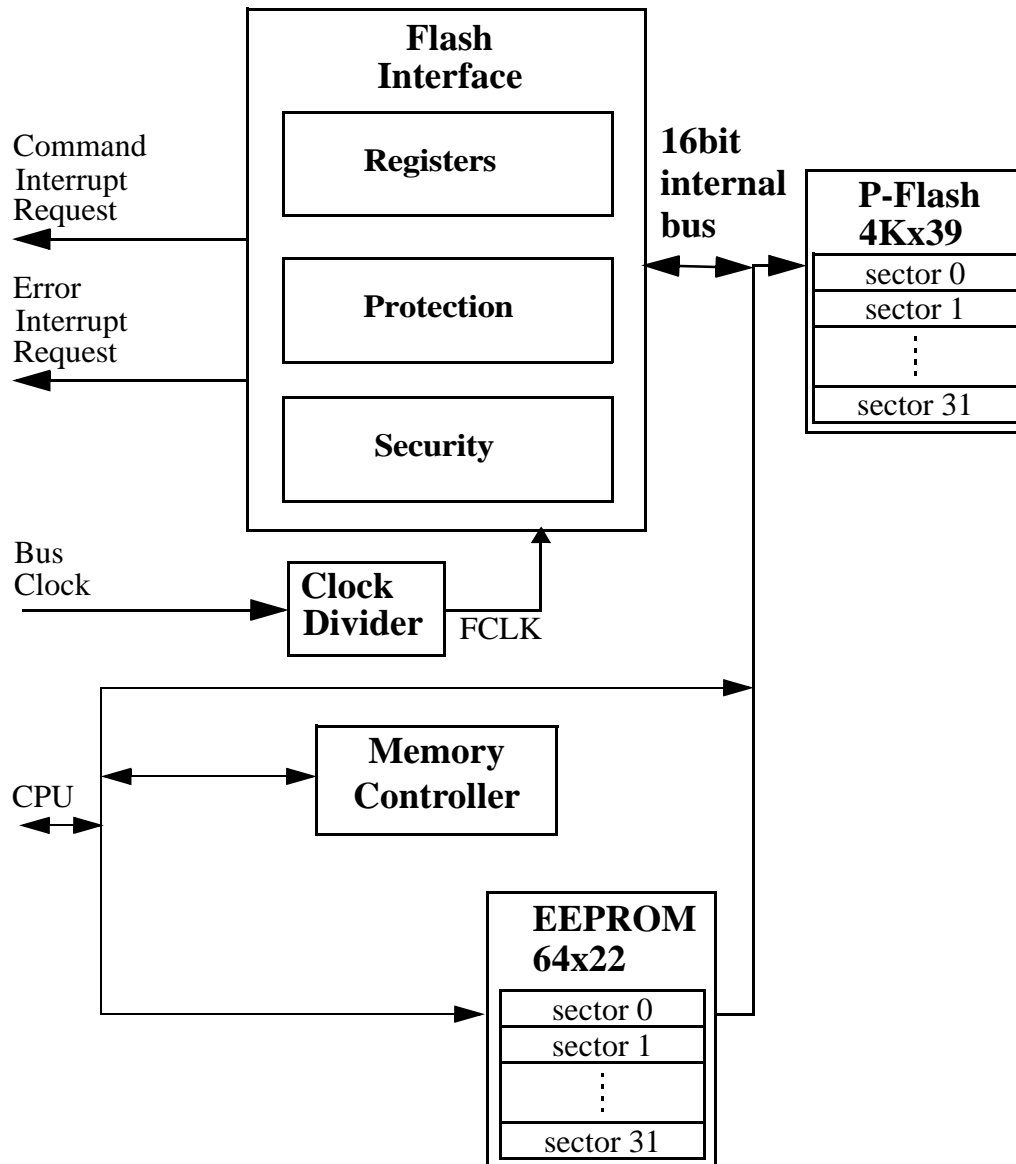 Flash
Interface
Registers
Protection
Security
Command
Interrupt
Request
Error
Interrupt
Request
16bit
internal
bus
P-Flash
4Kx39
sector 0
sector 1
sector 31
Bus
Clock
Clock
Divider
FCLK
Memory
Controller
CPU
EEPROM
64x22
sector 0
sector 1
sector 31